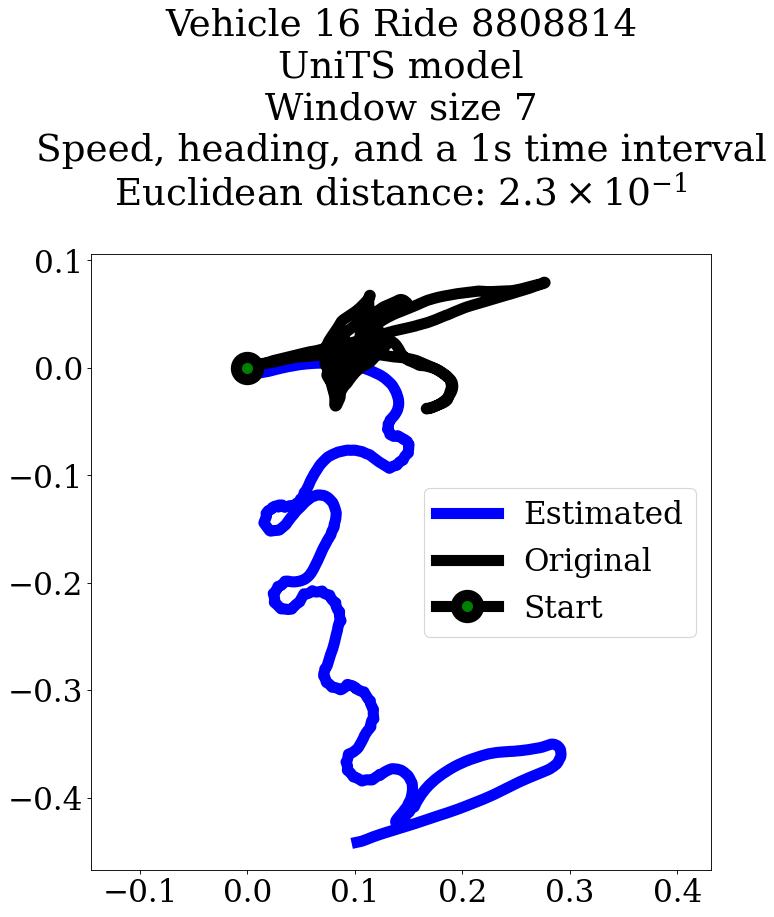 Vehicle 16 Ride 8808814
UniTS model
Window size 7
Speed, heading, and a 1s time interval
Euclidean distance: 2.3 × 10⁻¹
0.1
0.0
−0.1
−0.2
−0.3
−0.4
Estimated
Original
Start
−0.1 0.0 0.1 0.2 0.3 0.4